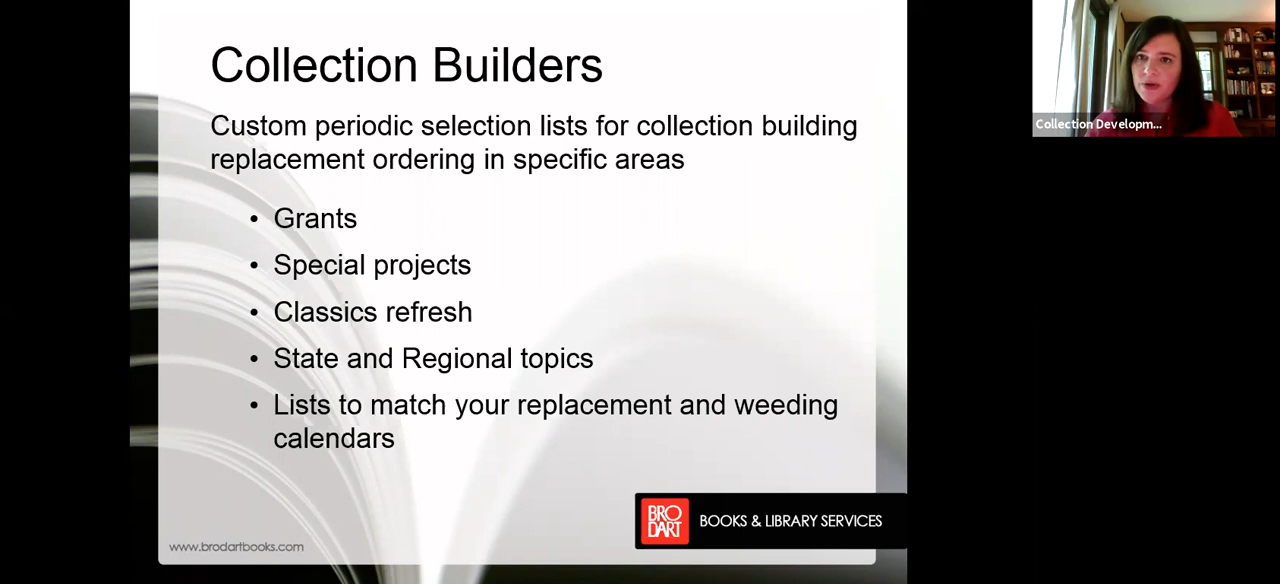 Collection Builders
Custom periodic selection lists for collection building
replacement ordering in specific areas
• Grants
• Special projects
• Classics refresh
• State and Regional topics
• Lists to match your replacement and weeding
calendars
BRO
DART
BOOKS & LIBRARY SERVICES
www.brodartbooks.com
Collection Developm...